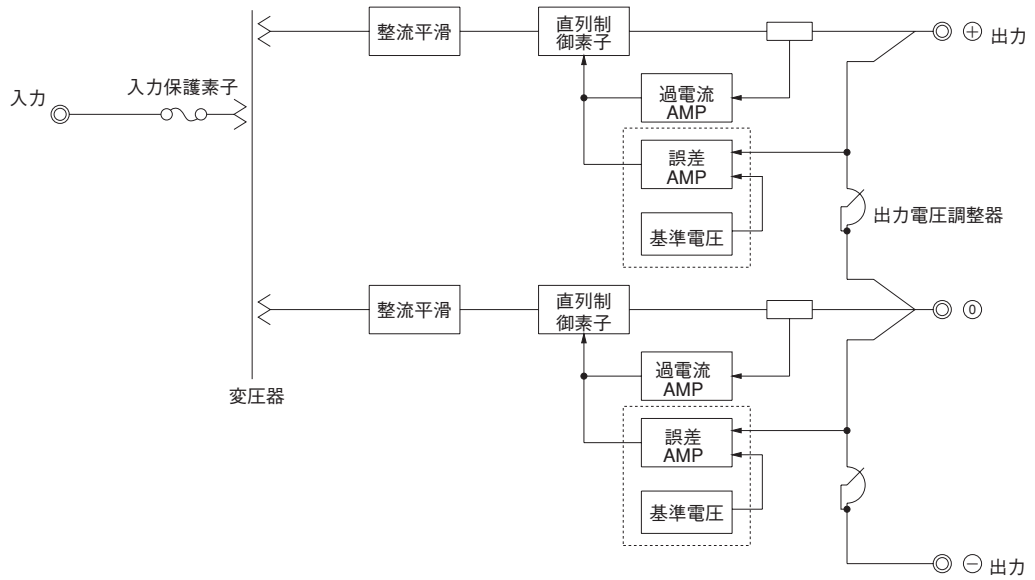 整流平滑
直列制
御素子
⊕ 出力
入力
入力保護素子
過電流
AMP
誤差
AMP
基準電圧
出力電圧調整器
整流平滑
直列制
御素子
⓪
過電流
AMP
変圧器
誤差
AMP
基準電圧
⊖ 出力